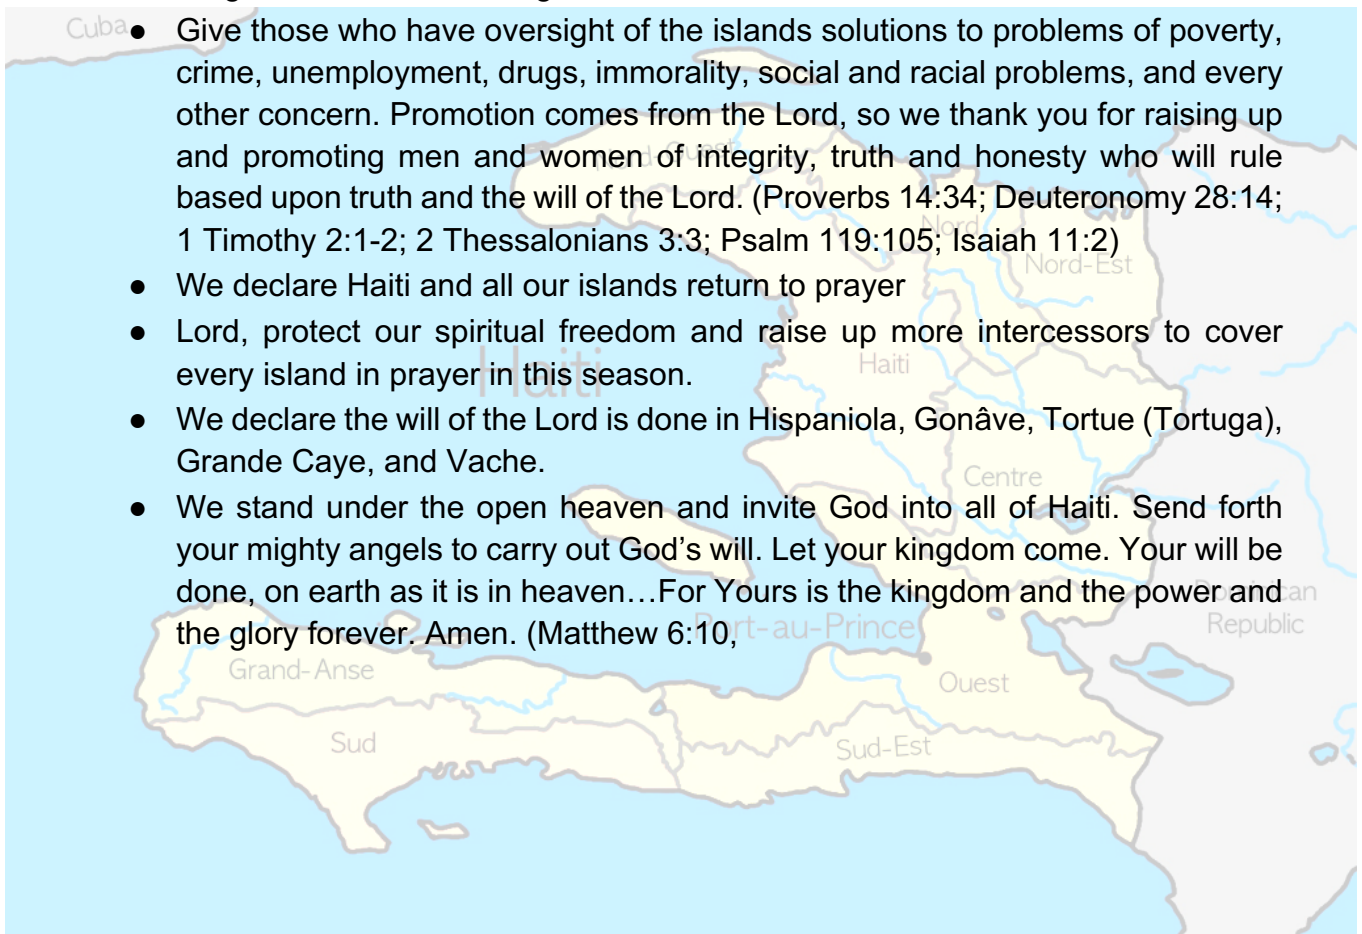 Cuba
● Give those who have oversight of the islands solutions to problems of poverty,
crime, unemployment, drugs, immorality, social and racial problems, and every
other concern. Promotion comes from the Lord, so we thank you for raising up
and promoting men and women of integrity, truth and honesty who will rule
based upon truth and the will of the Lord. (Proverbs 14:34; Deuteronomy 28:14;
1 Timothy 2:1-2; 2 Thessalonians 3:3; Psalm 119:105; Isaiah 11:2)
Nord
Nord-Est
● We declare Haiti and all our islands return to prayer
● Lord, protect our spiritual freedom and raise up more intercessors to cover
every island in prayer in this season.
Haiti
Haiti
● We declare the will of the Lord is done in Hispaniola, Gonâve, Tortue (Tortuga),
Grande Caye, and Vache.
Centre
● We stand under the open heaven and invite God into all of Haiti. Send forth
your mighty angels to carry out God’s will. Let your kingdom come. Your will be
done, on earth as it is in heaven…For Yours is the kingdom and the power and
the glory forever. Amen. (Matthew 6:10,
Dominican
Republic
Port-au-Prince
Grand-Anse
Ouest
Sud
Sud-Est